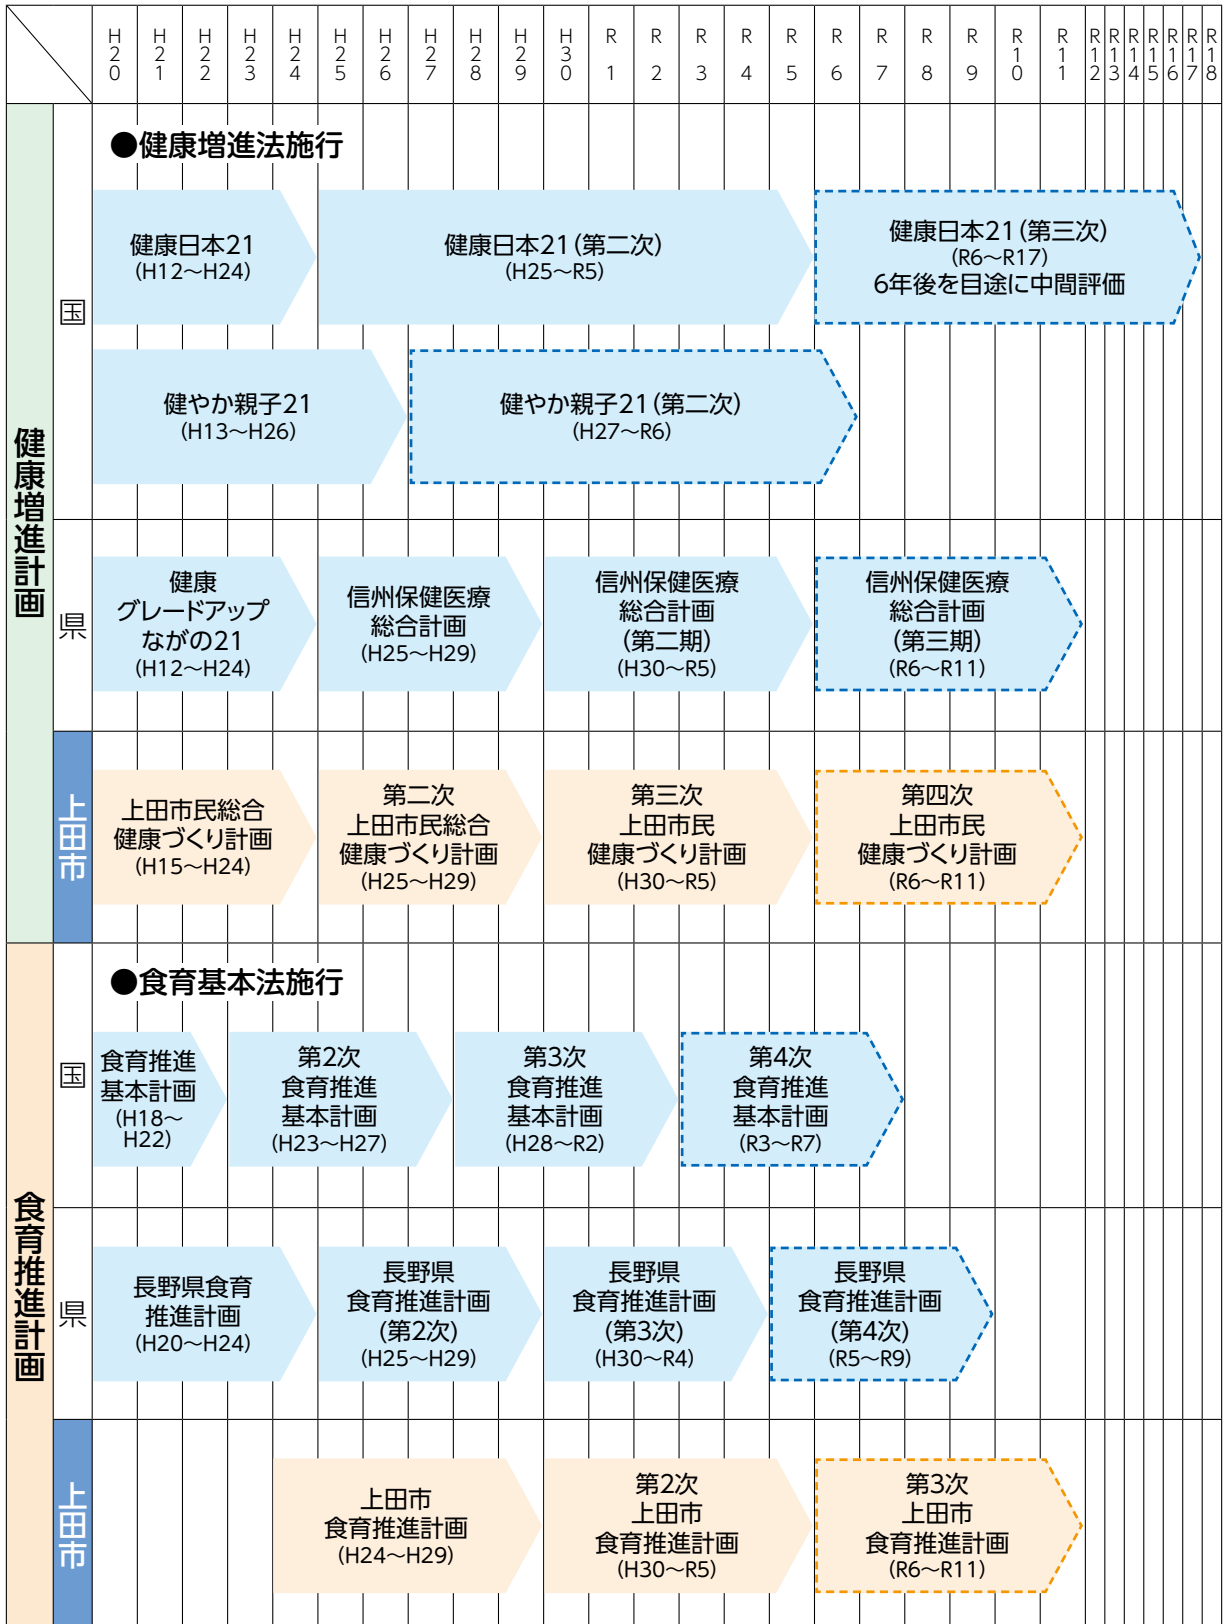 H20 H21 H22 H23 H24 H25 H26 H27 H28 H29 H30 R1 R2 R3 R4 R5 R6 R7 R8 R9 R10 R11 R12 R13 R14 R15 R16 R17 R18
健康増進計画
国
●健康増進法施行
健康日本21
(H12～H24)
健康日本21(第二次)
(H25～R5)
健康日本21(第三次)
(R6～R17)
6年後を目途に中間評価
健やか親子21
(H13～H26)
健やか親子21(第二次)
(H27～R6)
県
健康
グレードアップ
ながの21
(H12～H24)
信州保健医療
総合計画
(H25～H29)
信州保健医療
総合計画
(第二期)
(H30～R5)
信州保健医療
総合計画
(第三期)
(R6～R11)
上田市
上田市民総合
健康づくり計画
(H15～H24)
第二次
上田市民総合
健康づくり計画
(H25～H29)
第三次
上田市民
健康づくり計画
(H30～R5)
第四次
上田市民
健康づくり計画
(R6～R11)
食育推進計画
国
●食育基本法施行
食育推進
基本計画
(H18～
H22)
第2次
食育推進
基本計画
(H23～H27)
第3次
食育推進
基本計画
(H28～R2)
第4次
食育推進
基本計画
(R3～R7)
県
長野県食育
推進計画
(H20～H24)
長野県
食育推進計画
(第2次)
(H25～H29)
長野県
食育推進計画
(第3次)
(H30～R4)
長野県
食育推進計画
(第4次)
(R5～R9)
上田市
上田市
食育推進計画
(H24～H29)
第2次
上田市
食育推進計画
(H30～R5)
第3次
上田市
食育推進計画
(R6～R11)